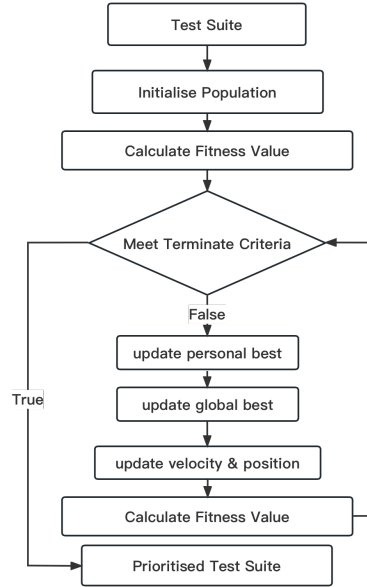 Test Suite
Initialise Population
Calculate Fitness Value
Meet Terminate Criteria
False
update personal best
True
update global best
update velocity & position
Calculate Fitness Value
Prioritised Test Suite